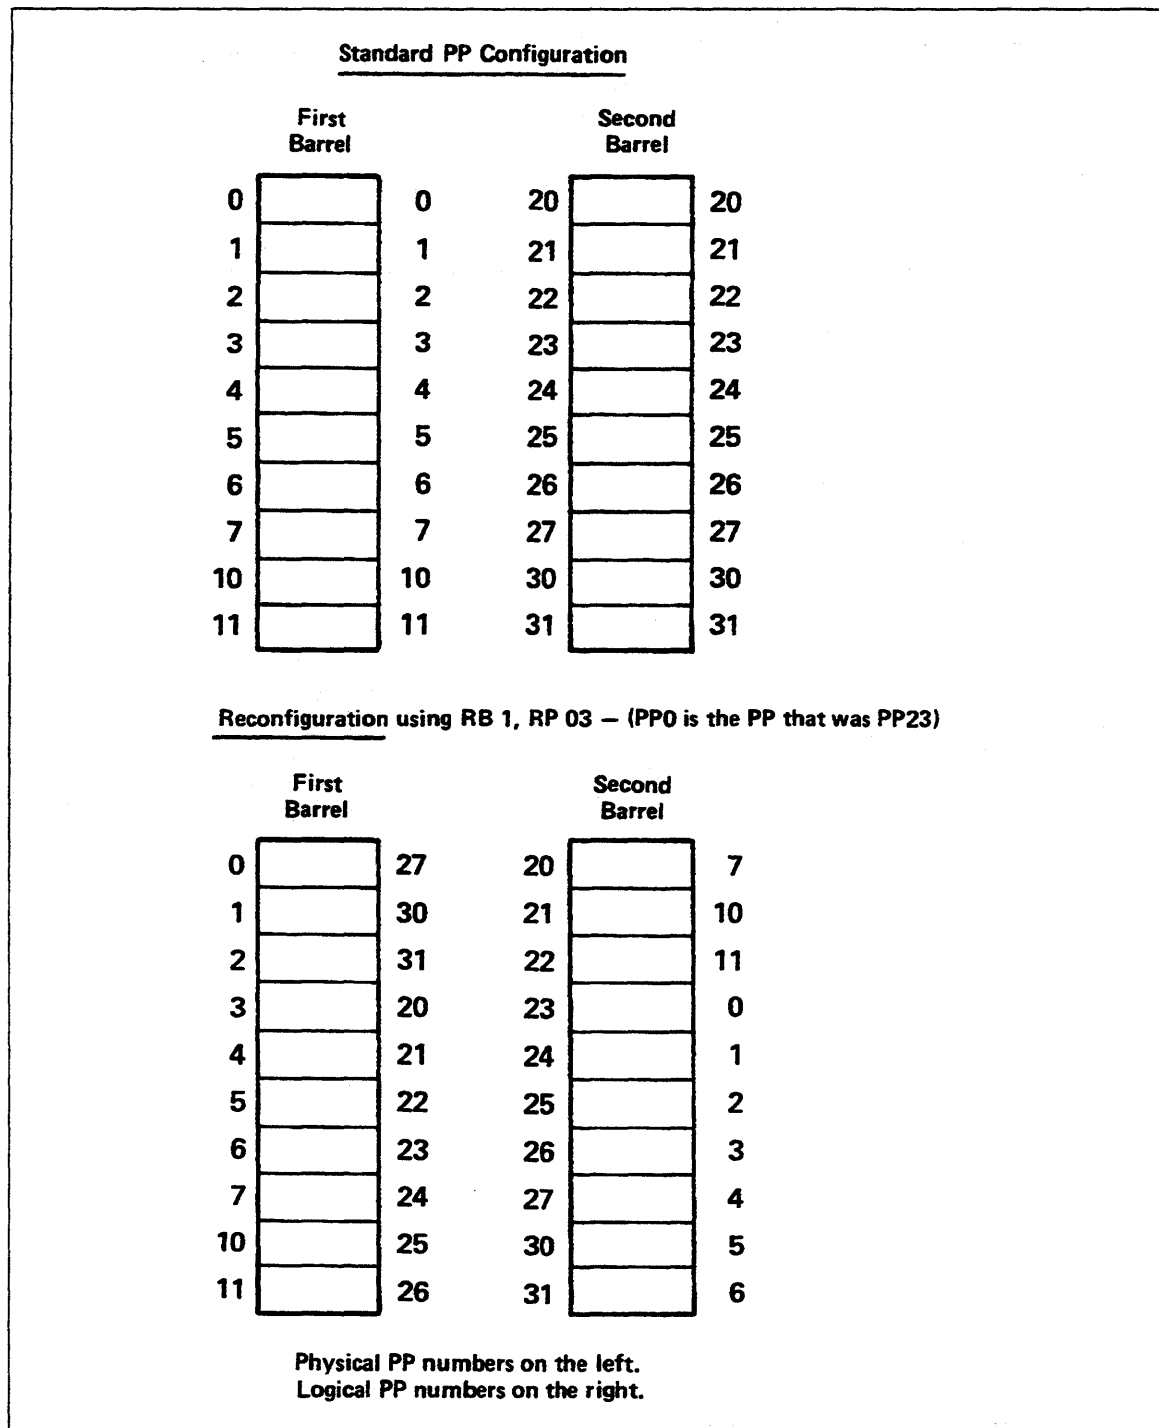 Standard PP Configuration
First Barrel Second Barrel
0 0 20 20
1 1 21 21
2 2 22 22
3 3 23 23
4 4 24 24
5 5 25 25
6 6 26 26
7 7 27 27
10 10 30 30
11 11 31 31
Reconfiguration using RB 1, RP 03 — (PP0 is the PP that was PP23)
First Barrel Second Barrel
0 27 20 7
1 30 21 10
2 31 22 11
3 20 23 0
4 21 24 1
5 22 25 2
6 23 26 3
7 24 27 4
10 25 30 5
11 26 31 6
Physical PP numbers on the left.
Logical PP numbers on the right.